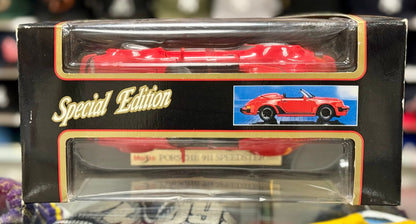 Special Edition
Maisto PORSCHE 911 SPEEDSTER